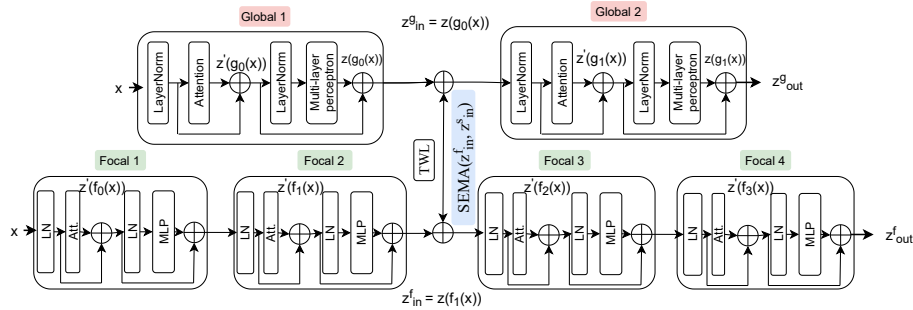 Global 1
z^g_in = z(g_0(x))
Global 2
x
LayerNorm
Attention
z'(g_0(x))
LayerNorm
Multi-layer
perceptron
z(g_0(x))
LayerNorm
Attention
z'(g_1(x))
LayerNorm
Multi-layer
perceptron
z(g_1(x))
z^g_out
TWL
SEMA(z^f_in, z^s_in)
Focal 1
Focal 2
Focal 3
Focal 4
x
LN
Att.
z'(f_0(x))
LN
MLP
LN
Att.
z'(f_1(x))
LN
MLP
LN
Att.
z'(f_2(x))
LN
MLP
LN
Att.
z'(f_3(x))
LN
MLP
z^f_out
z^f_in = z(f_1(x))